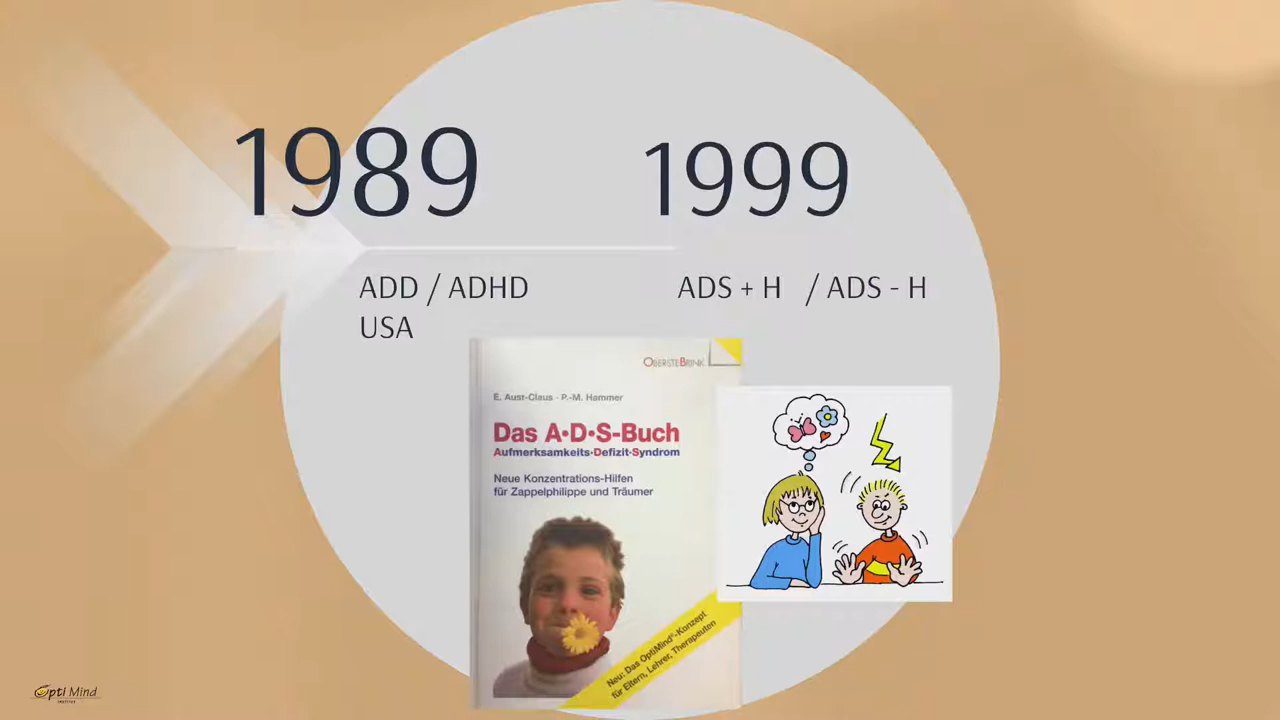 1989
1999
ADD / ADHD
USA
ADS + H / ADS - H
OBERSTEBRINK
E. Aust-Claus · P.-M. Hammer
Das A·D·S-Buch
Aufmerksamkeits·Defizit·Syndrom
Neue Konzentrations-Hilfen
für Zappelphilippe und Träumer
Neu: Das OptiMind®-Konzept
für Eltern, Lehrer, Therapeuten
Opti Mind
INSTITUT